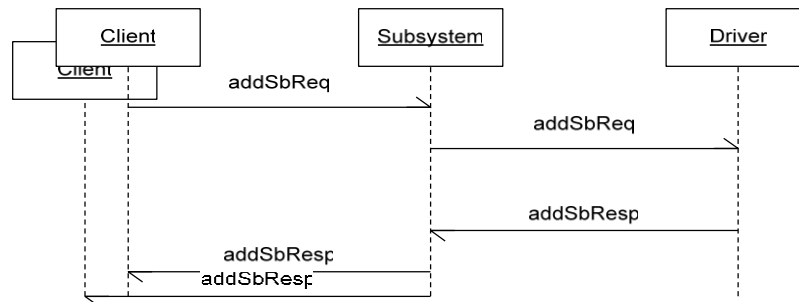 Client Subsystem Driver
Client
addSbReq
addSbReq
addSbResp
addSbResp
addSbResp